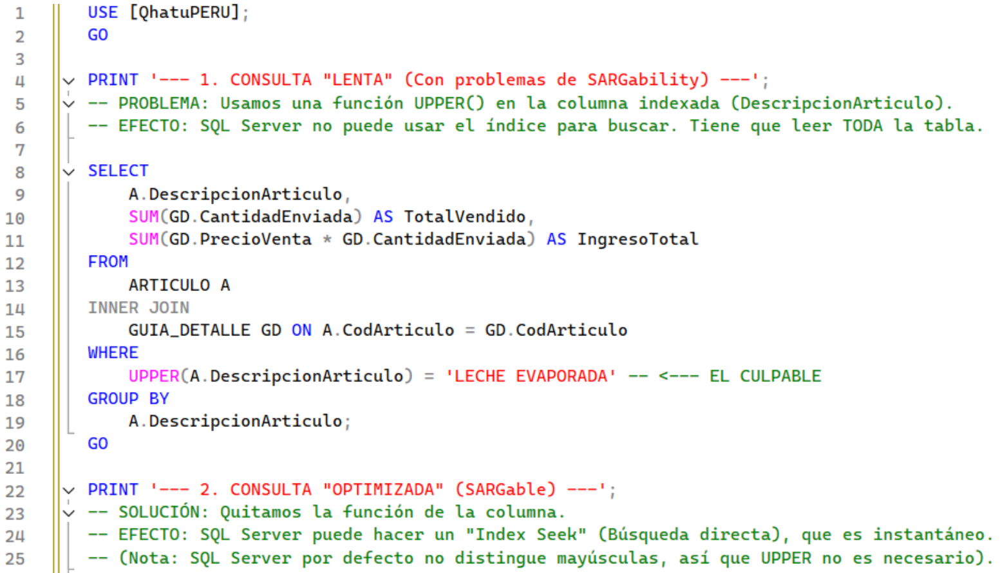 1 USE [QhatuPERU];
2 GO
3
4 PRINT '--- 1. CONSULTA "LENTA" (Con problemas de SARGability) ---';
5 -- PROBLEMA: Usamos una función UPPER() en la columna indexada (DescripcionArticulo).
6 -- EFECTO: SQL Server no puede usar el índice para buscar. Tiene que leer TODA la tabla.
7
8 SELECT
9 A.DescripcionArticulo,
10 SUM(GD.CantidadEnviada) AS TotalVendido,
11 SUM(GD.PrecioVenta * GD.CantidadEnviada) AS IngresoTotal
12 FROM
13 ARTICULO A
14 INNER JOIN
15 GUIA_DETALLE GD ON A.CodArticulo = GD.CodArticulo
16 WHERE
17 UPPER(A.DescripcionArticulo) = 'LECHE EVAPORADA' -- <--- EL CULPABLE
18 GROUP BY
19 A.DescripcionArticulo;
20 GO
21
22 PRINT '--- 2. CONSULTA "OPTIMIZADA" (SARGable) ---';
23 -- SOLUCIÓN: Quitamos la función de la columna.
24 -- EFECTO: SQL Server puede hacer un "Index Seek" (Búsqueda directa), que es instantáneo.
25 -- (Nota: SQL Server por defecto no distingue mayúsculas, así que UPPER no es necesario).